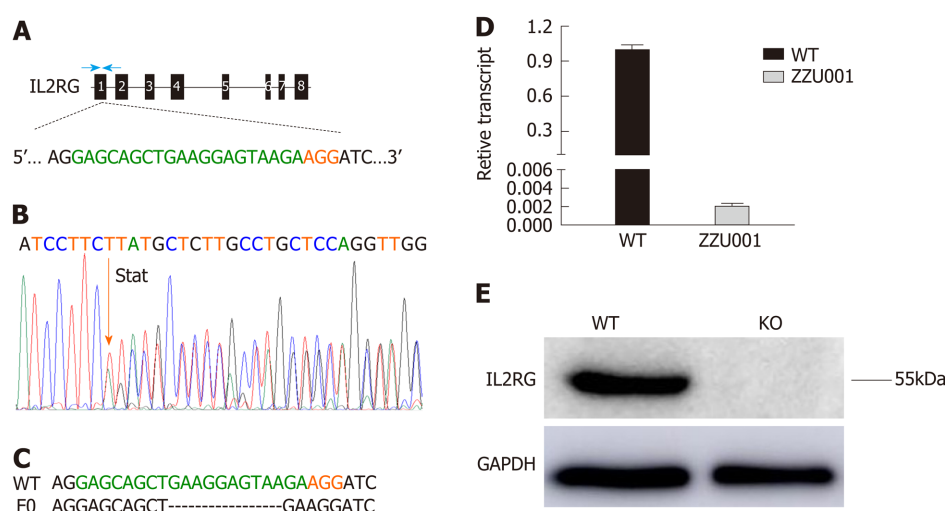 A
IL2RG 1 2 3 4 5 6 7 8
5′... AGGAGCAGCTGAAGGAGTAAGAAGGATC...3′
B
ATCCTTCTTATGCTCTTGCCTGCTCCAGGTTGG
Stat
C
WT AGGAGCAGCTGAAGGAGTAAGAAGGATC
F0 AGGAGCAGCT----------------GAAGGATC
D
Retive transcript
1.2
0.9
0.6
0.3
0.006
0.004
0.002
0.000
WT ZZU001
WT
ZZU001
E
WT KO
IL2RG 55kDa
GAPDH